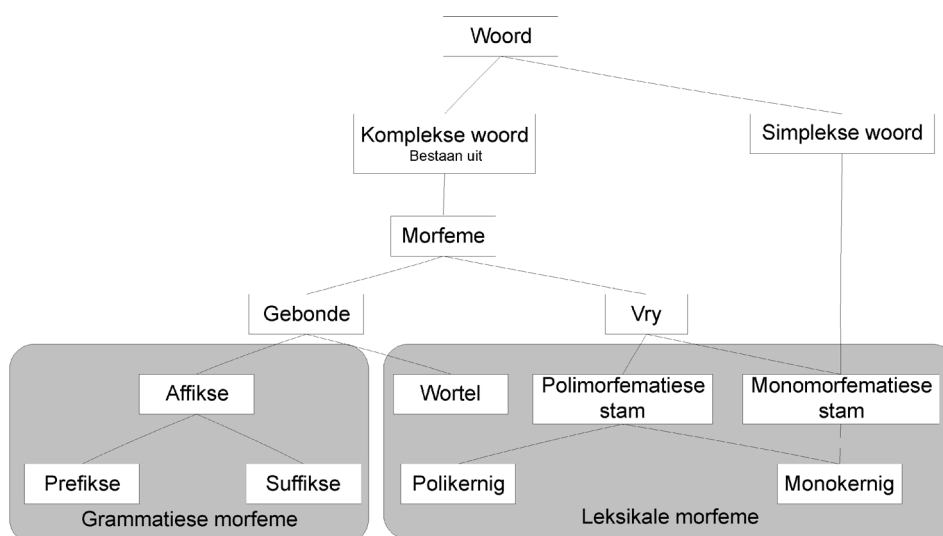 Woord
Komplekse woord
Bestaan uit
Simplekse woord
Morfeme
Gebonde
Vry
Affikse
Wortel
Polimorfematiese
stam
Monomorfematiese
stam
Prefikse
Suffikse
Polikernig
Monokernig
Grammatiese morfeme
Leksikale morfeme